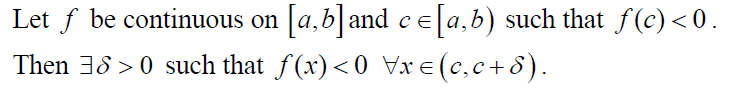 Let f be continuous on [a,b] and c ∈ [a,b) such that f(c) < 0.
Then ∃δ > 0 such that f(x) < 0 ∀x ∈ (c,c+δ).